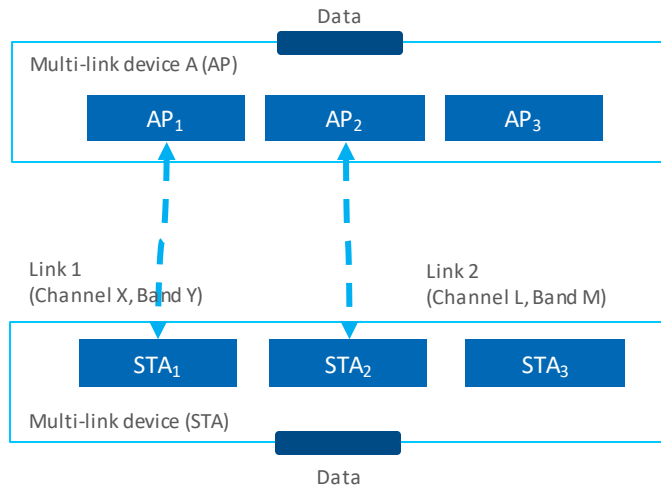 Data
Multi-link device A (AP)
AP₁ AP₂ AP₃
Link 1
(Channel X, Band Y)
Link 2
(Channel L, Band M)
STA₁ STA₂ STA₃
Multi-link device (STA)
Data